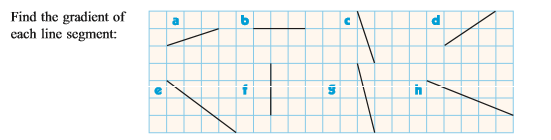 Find the gradient of
each line segment:
a b c d
e f g h